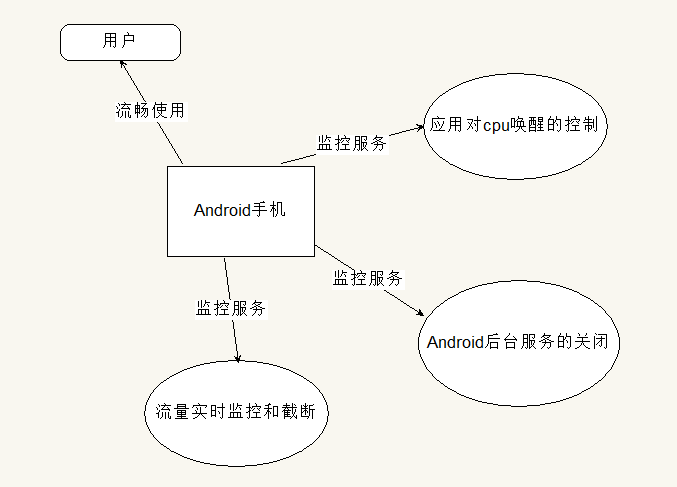 用户
流畅使用
应用对cpu唤醒的控制
监控服务
Android手机
监控服务
监控服务
Android后台服务的关闭
流量实时监控和截断